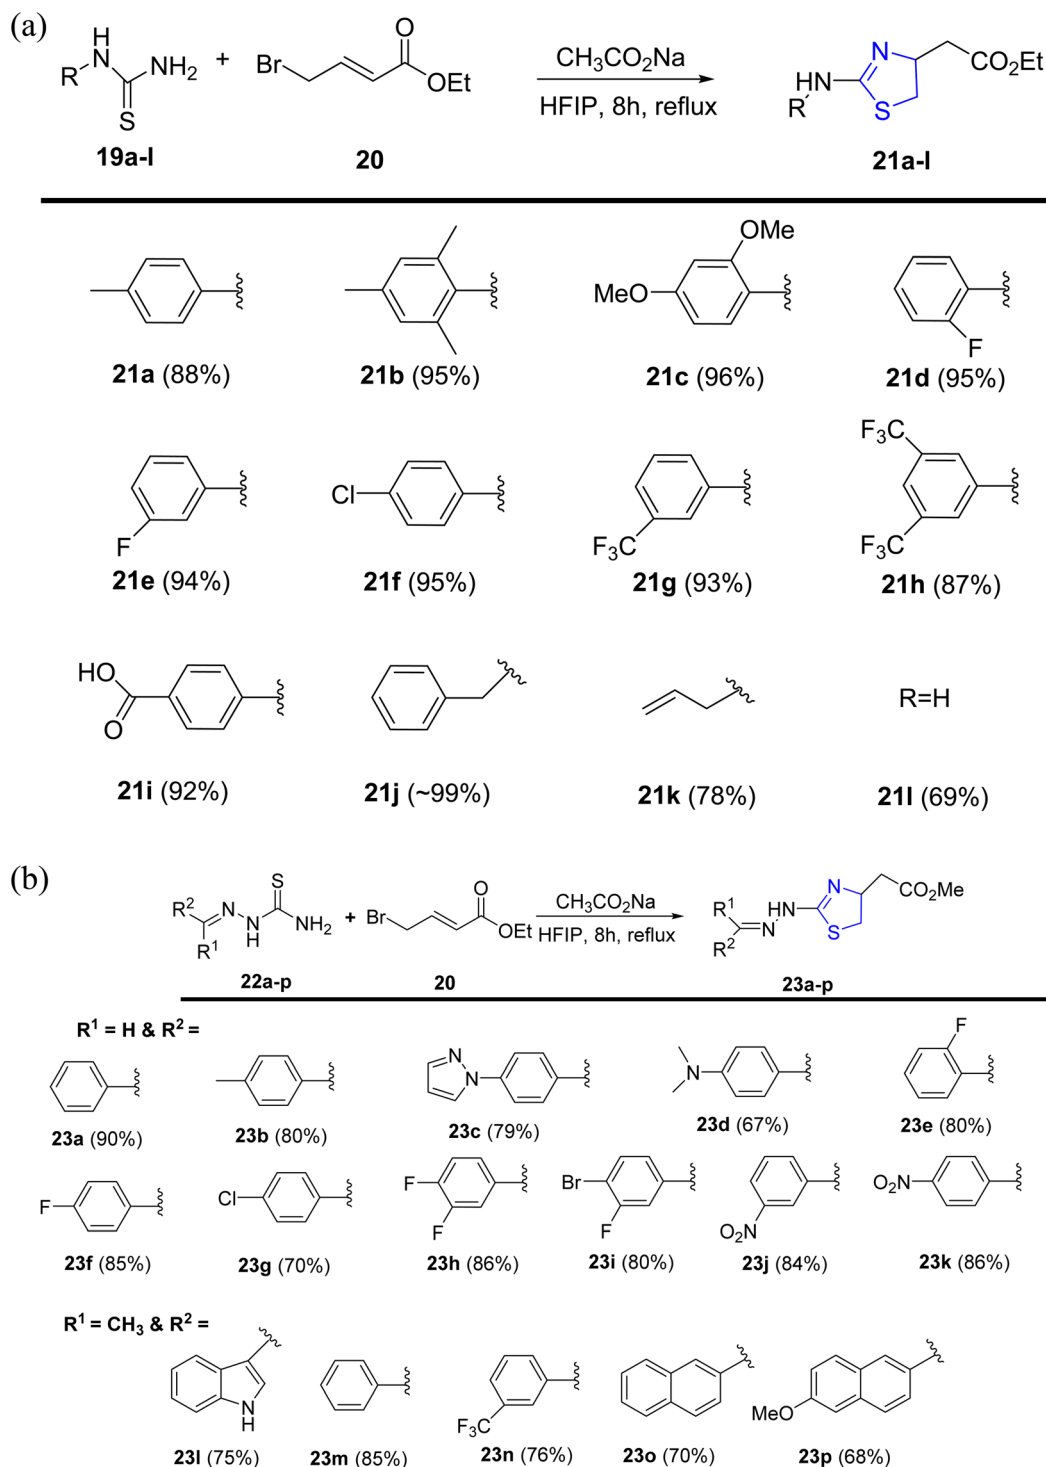 (a)
H
N
R
NH₂
S
+
Br
O
OEt
CH₃CO₂Na
HFIP, 8h, reflux
N
HN
R
S
CO₂Et
19a-l
20
21a-l
OMe
MeO
F
21a (88%)
21b (95%)
21c (96%)
21d (95%)
F
Cl
F₃C
F₃C
F₃C
21e (94%)
21f (95%)
21g (93%)
21h (87%)
HO
O
R=H
21i (92%)
21j (~99%)
21k (78%)
21l (69%)
(b)
R²
R¹
N
N
H
S
NH₂
+
Br
O
OEt
CH₃CO₂Na
HFIP, 8h, reflux
R¹
R²
N
HN
N
S
CO₂Me
22a-p
20
23a-p
R¹ = H & R² =
N
N
N
F
23a (90%)
23b (80%)
23c (79%)
23d (67%)
23e (80%)
F
Cl
F
F
Br
F
O₂N
O₂N
23f (85%)
23g (70%)
23h (86%)
23i (80%)
23j (84%)
23k (86%)
R¹ = CH₃ & R² =
N
H
F₃C
MeO
23l (75%)
23m (85%)
23n (76%)
23o (70%)
23p (68%)